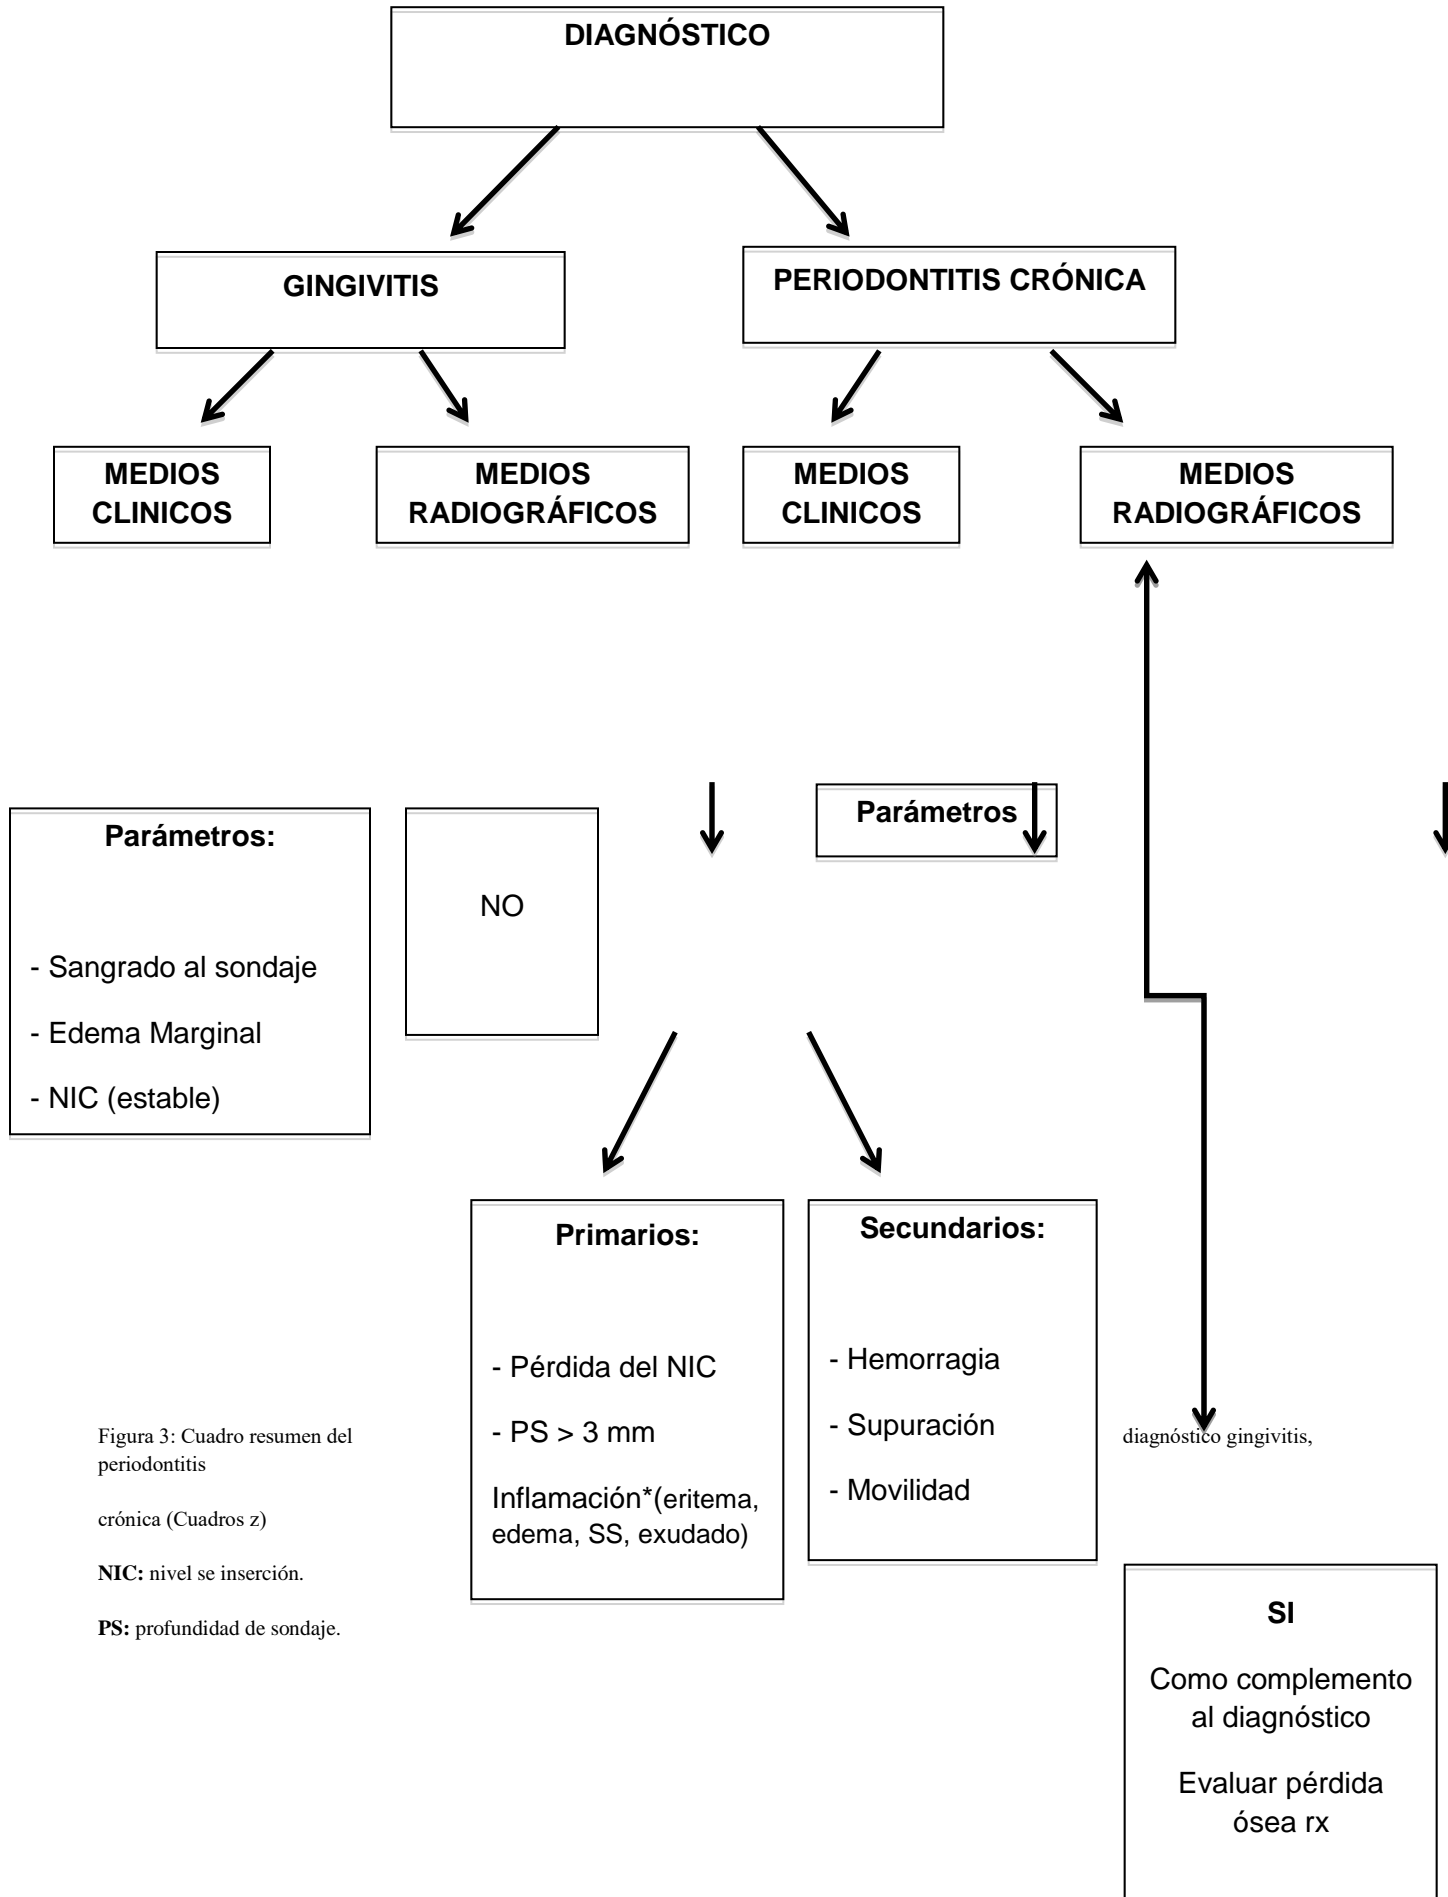 DIAGNÓSTICO
GINGIVITIS
PERIODONTITIS CRÓNICA
MEDIOS
CLINICOS
MEDIOS
RADIOGRÁFICOS
MEDIOS
CLINICOS
MEDIOS
RADIOGRÁFICOS
Parámetros:
- Sangrado al sondaje
- Edema Marginal
- NIC (estable)
NO
Parámetros
Primarios:
- Pérdida del NIC
- PS > 3 mm
Inflamación*(eritema,
edema, SS, exudado)
Secundarios:
- Hemorragia
- Supuración
- Movilidad
Figura 3: Cuadro resumen del diagnóstico gingivitis,
periodontitis
crónica (Cuadros z)
NIC: nivel se inserción.
PS: profundidad de sondaje.
SI
Como complemento
al diagnóstico
Evaluar pérdida
ósea rx